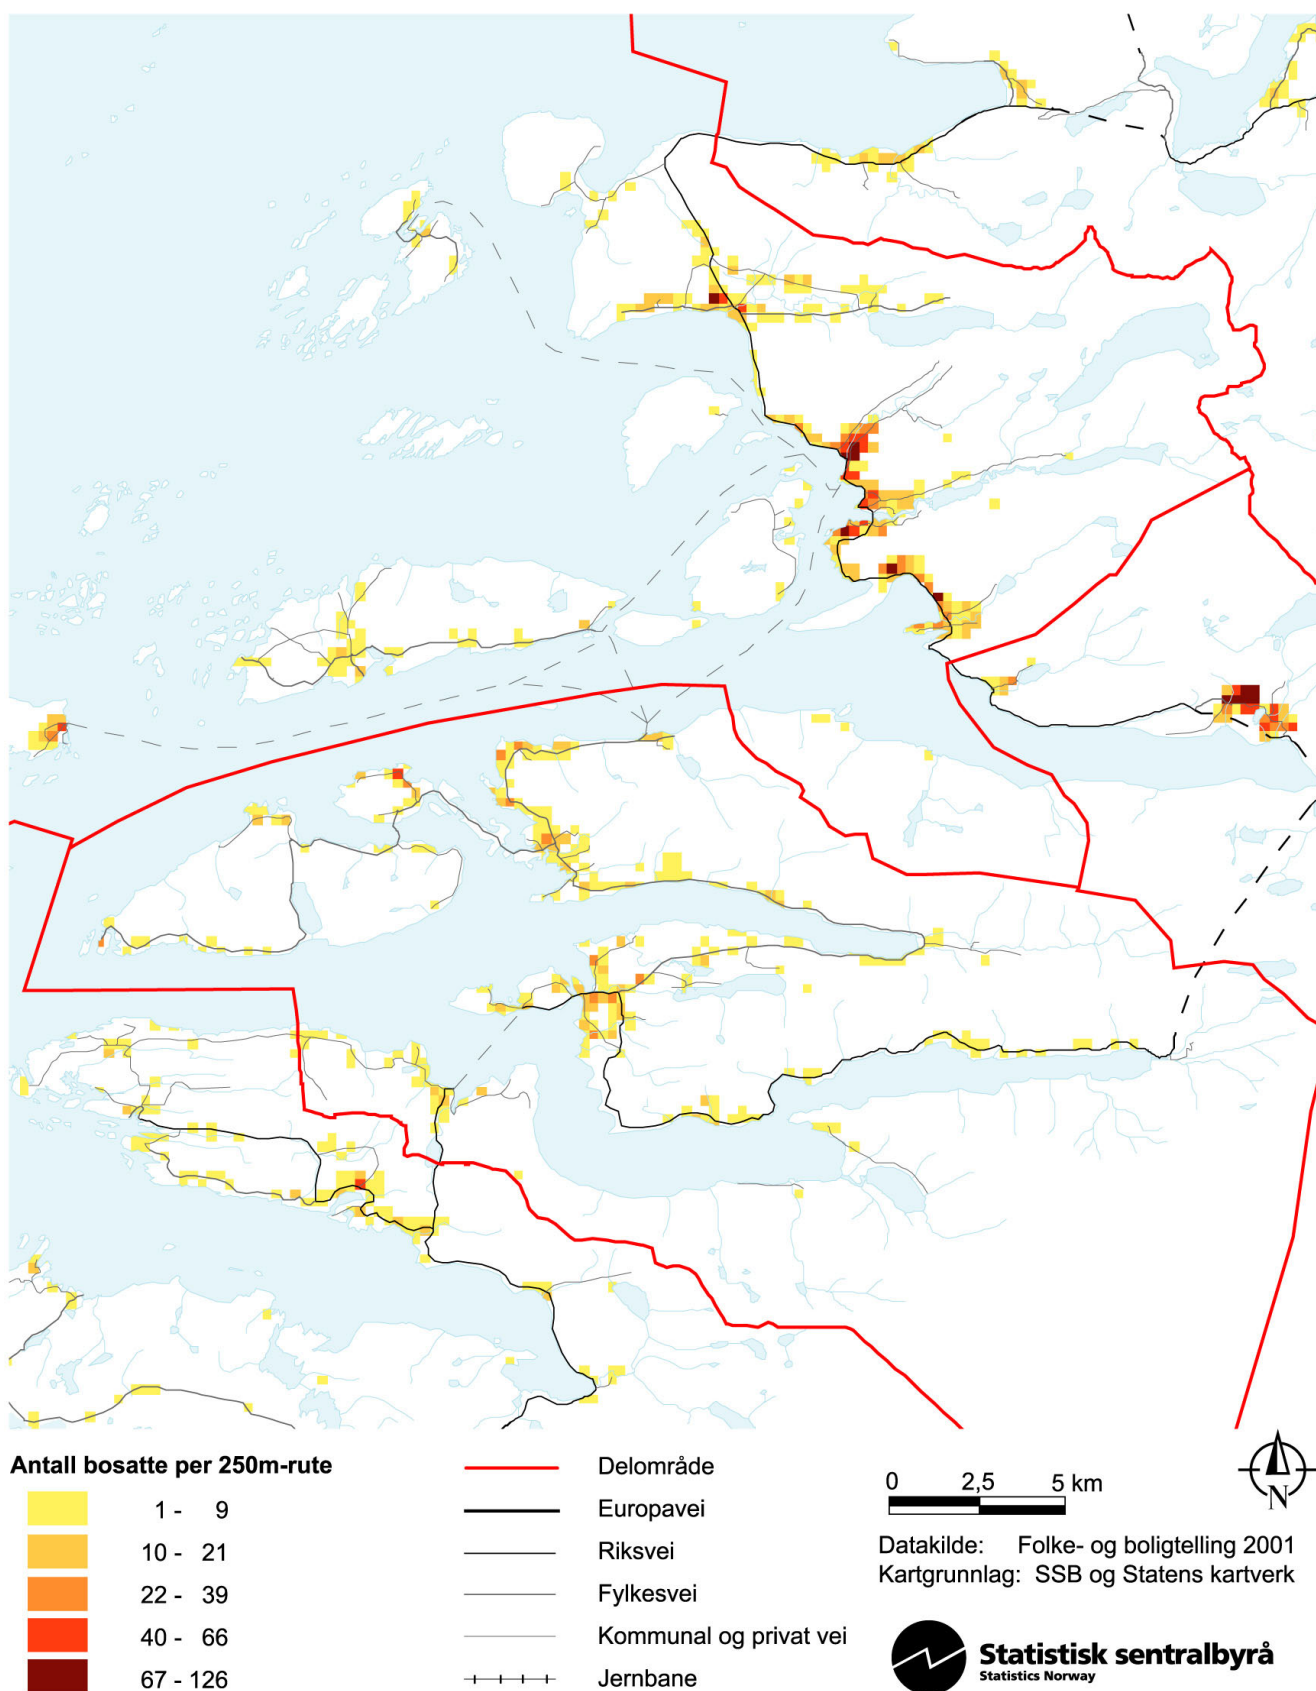 Antall bosatte per 250m-rute
1 - 9
10 - 21
22 - 39
40 - 66
67 - 126
Delområde
Europavei
Riksvei
Fylkesvei
Kommunal og privat vei
Jernbane
0 2,5 5 km
N
Datakilde: Folke- og boligtelling 2001
Kartgrunnlag: SSB og Statens kartverk
Statistisk sentralbyrå
Statistics Norway